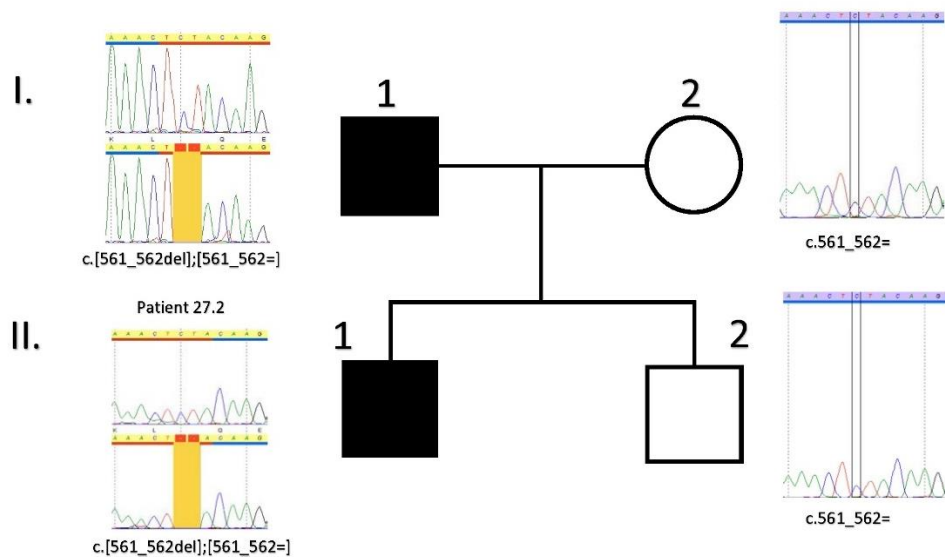 A A A C T C T A C A A G
K L Q E
A A A C T A C A A G
c.[561_562del];[561_562=]
I.
1
2
A A A C T C T A C A A G
c.561_562=
Patient 27.2
II.
A A A C T C T A C A A G
K L Q E
A A A C T A C A A G
c.[561_562del];[561_562=]
1
2
A A A C T C T A C A A G
c.561_562=